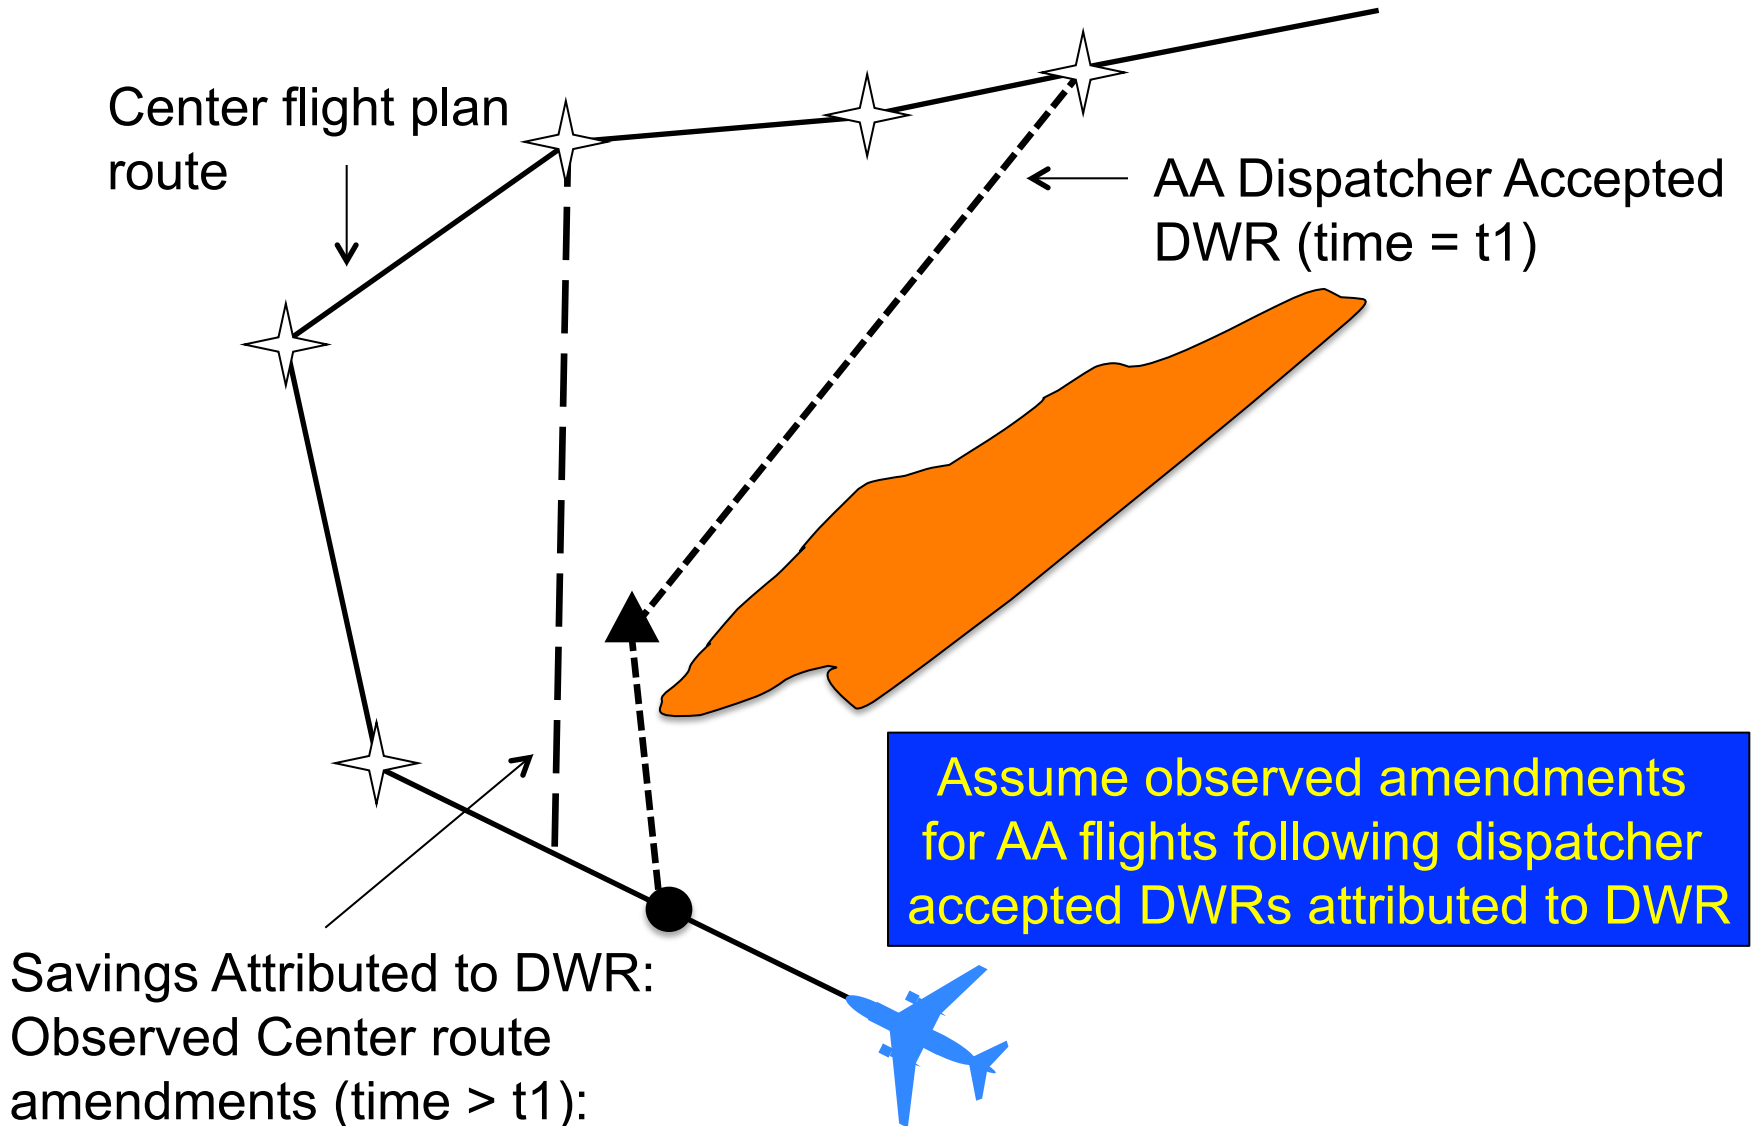 Center flight plan
route
AA Dispatcher Accepted
DWR (time = t1)
Assume observed amendments
for AA flights following dispatcher
accepted DWRs attributed to DWR
Savings Attributed to DWR:
Observed Center route
amendments (time > t1):